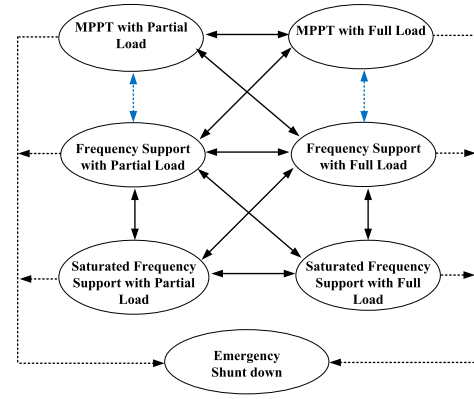 MPPT with Partial
Load
MPPT with Full Load
Frequency Support
with Partial Load
Frequency Support
with Full Load
Saturated Frequency
Support with Partial
Load
Saturated Frequency
Support with Full
Load
Emergency
Shunt down